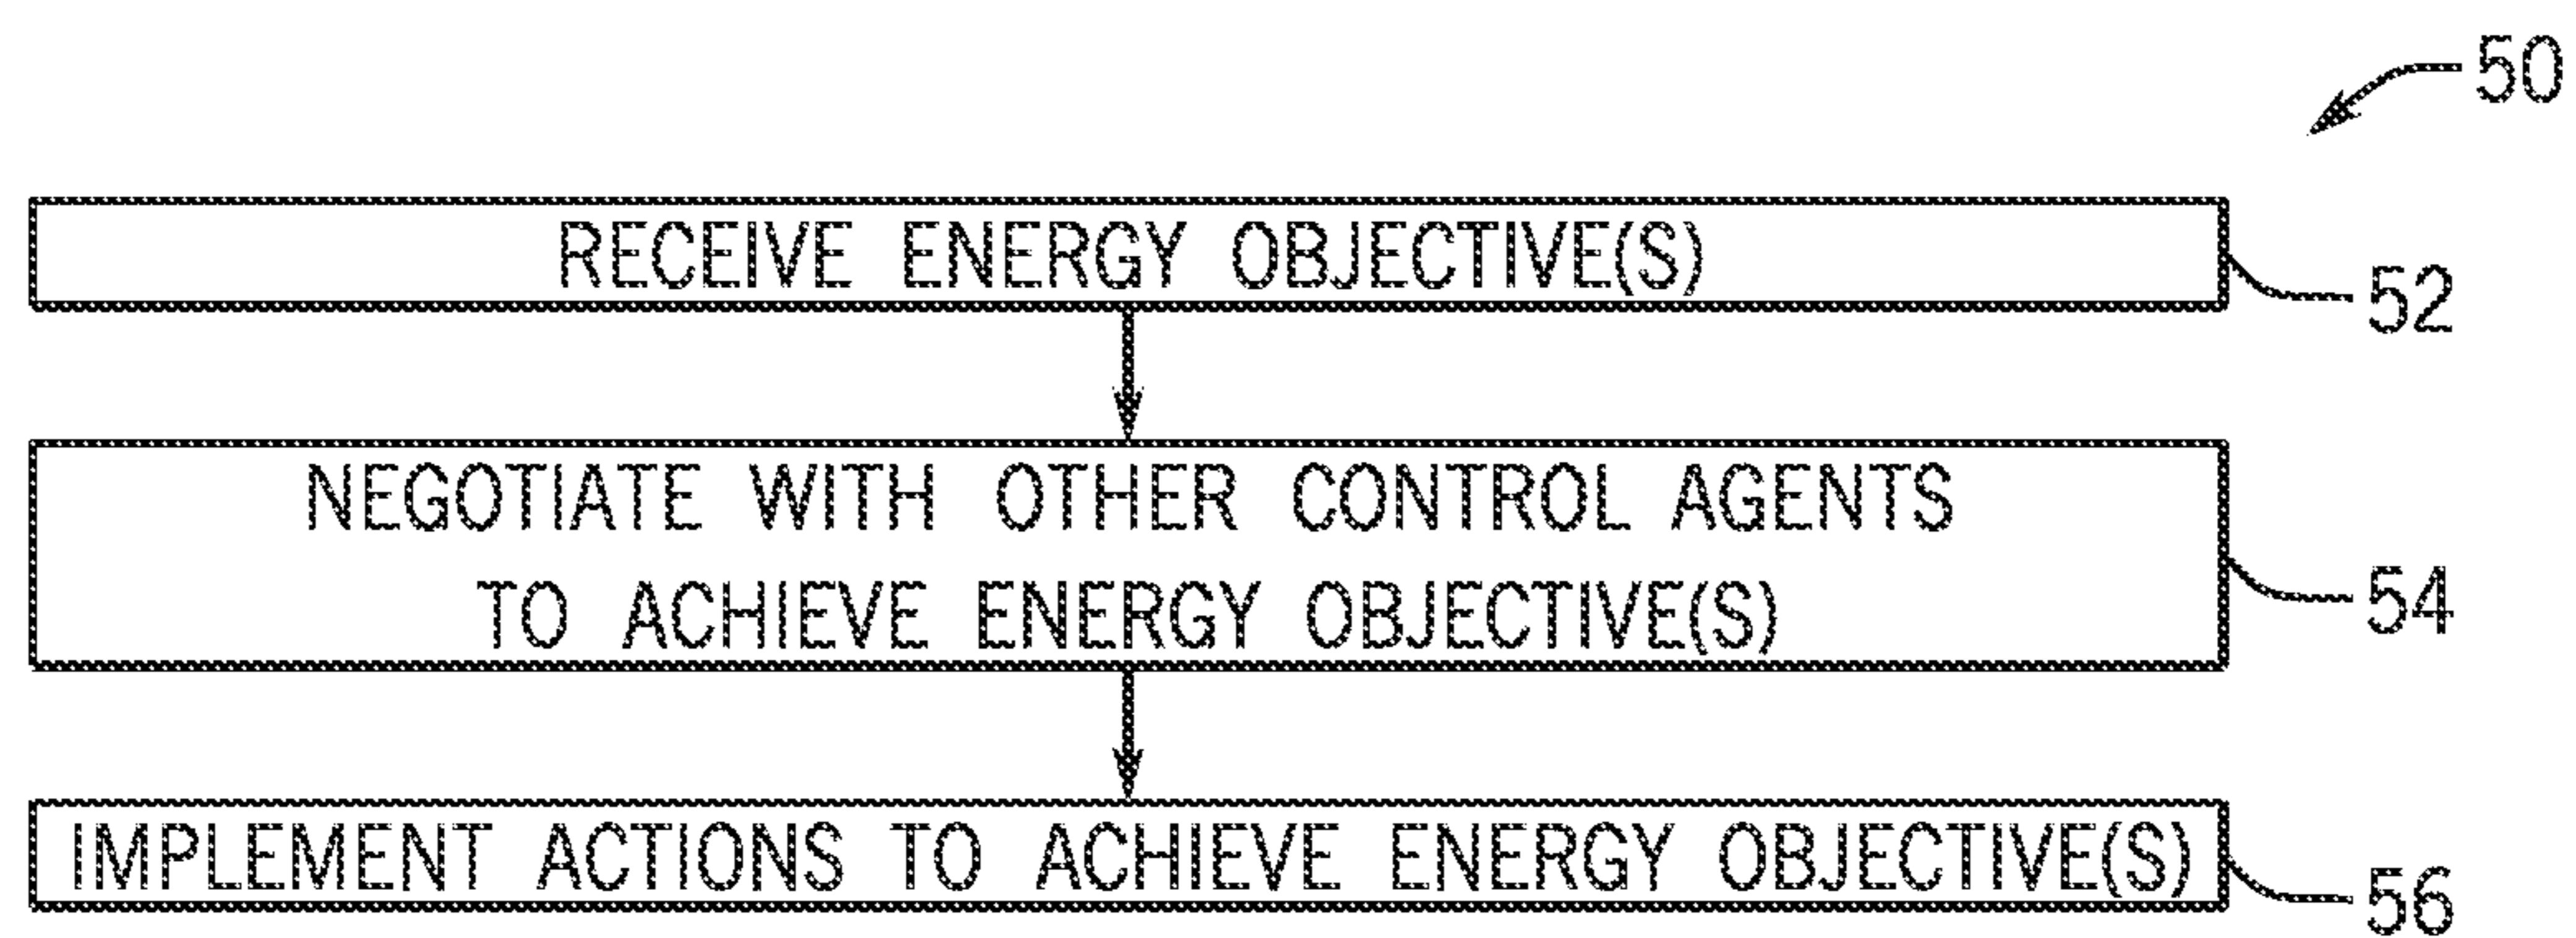 50
RECEIVE ENERGY OBJECTIVE(S)
52
NEGOTIATE WITH OTHER CONTROL AGENTS
TO ACHIEVE ENERGY OBJECTIVE(S)
54
IMPLEMENT ACTIONS TO ACHIEVE ENERGY OBJECTIVE(S)
56